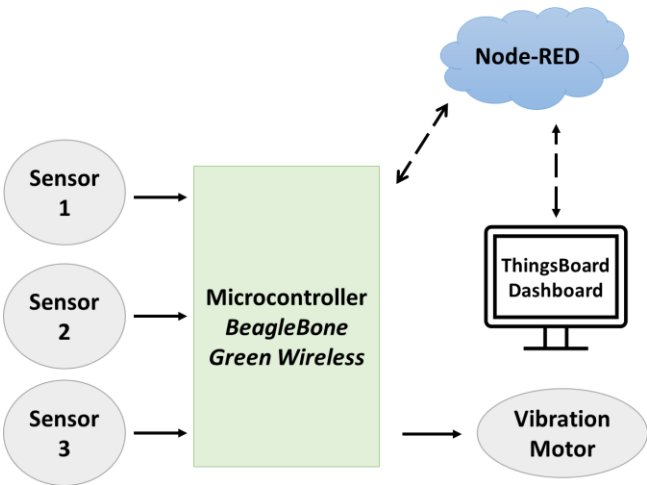 Node-RED
Sensor
1
Sensor
2
Sensor
3
Microcontroller
BeagleBone
Green Wireless
ThingsBoard
Dashboard
Vibration
Motor